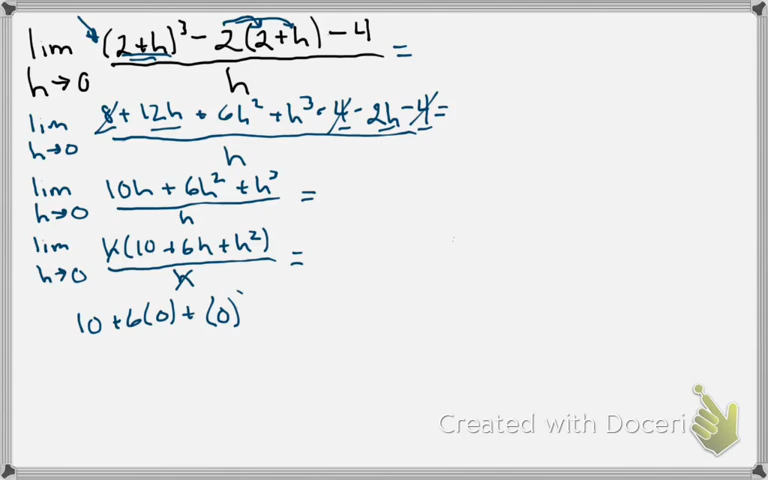 lim h→0 ((2+h)³ - 2(2+h) - 4)/h =
lim h→0 (8 + 12h + 6h² + h³ - 4 - 2h - 4)/h =
lim h→0 (10h + 6h² + h³)/h =
lim h→0 h(10 + 6h + h²)/h =
10 + 6(0) + (0)
Created with Doceri